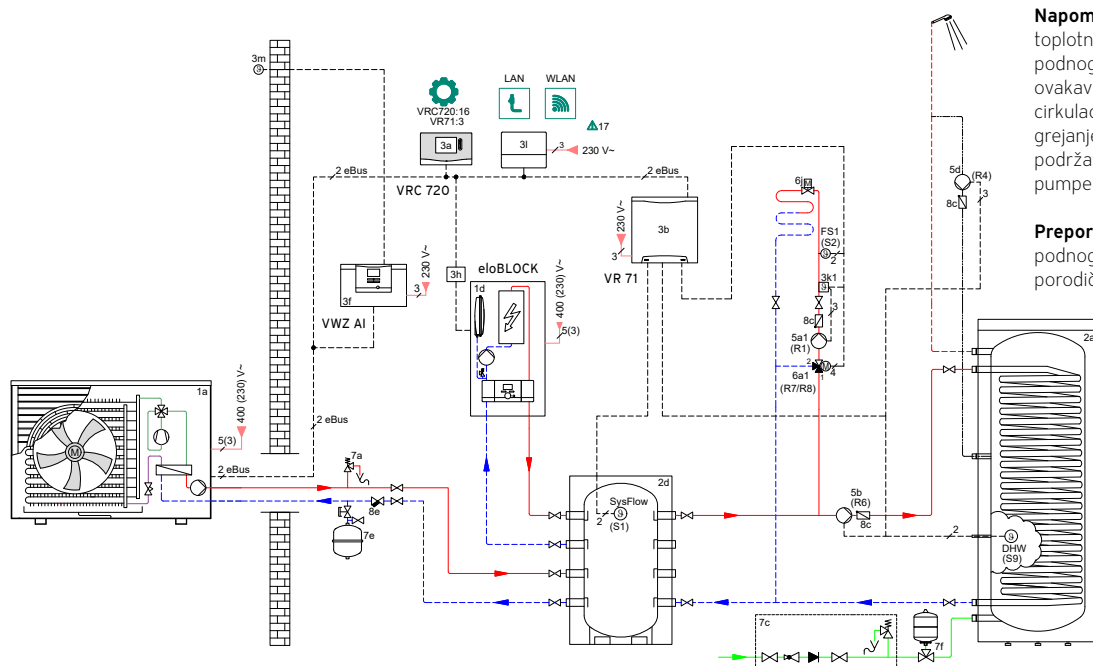 Napom
toplotn
podnog
ovakav
cirkulac
grejanje
podrža
pumpe
Prepor
podnog
porodič
3m
LAN
WLAN
VRC720:16
VR71:3
17
3a
3l
3
230 V~
2 eBus
2 eBus
VRC 720
230 V~
3
3b
VR 71
6j
M
FS1
(S2)
2
3k1
8c
3
5a1
(R1)
2
1
4
6a1
(R7/R8)
5d
(R4)
3
8c
3f
3
230 V~
VWZ AI
3h
eloBLOCK
1d
400 (230) V~
5(3)
2 eBus
1a
M
400 (230) V~
5(3)
2 eBus
7a
8e
7e
2d
SysFlow
2
(S1)
5b
(R6)
8c
2
2a
DHW
(S9)
7c
7f